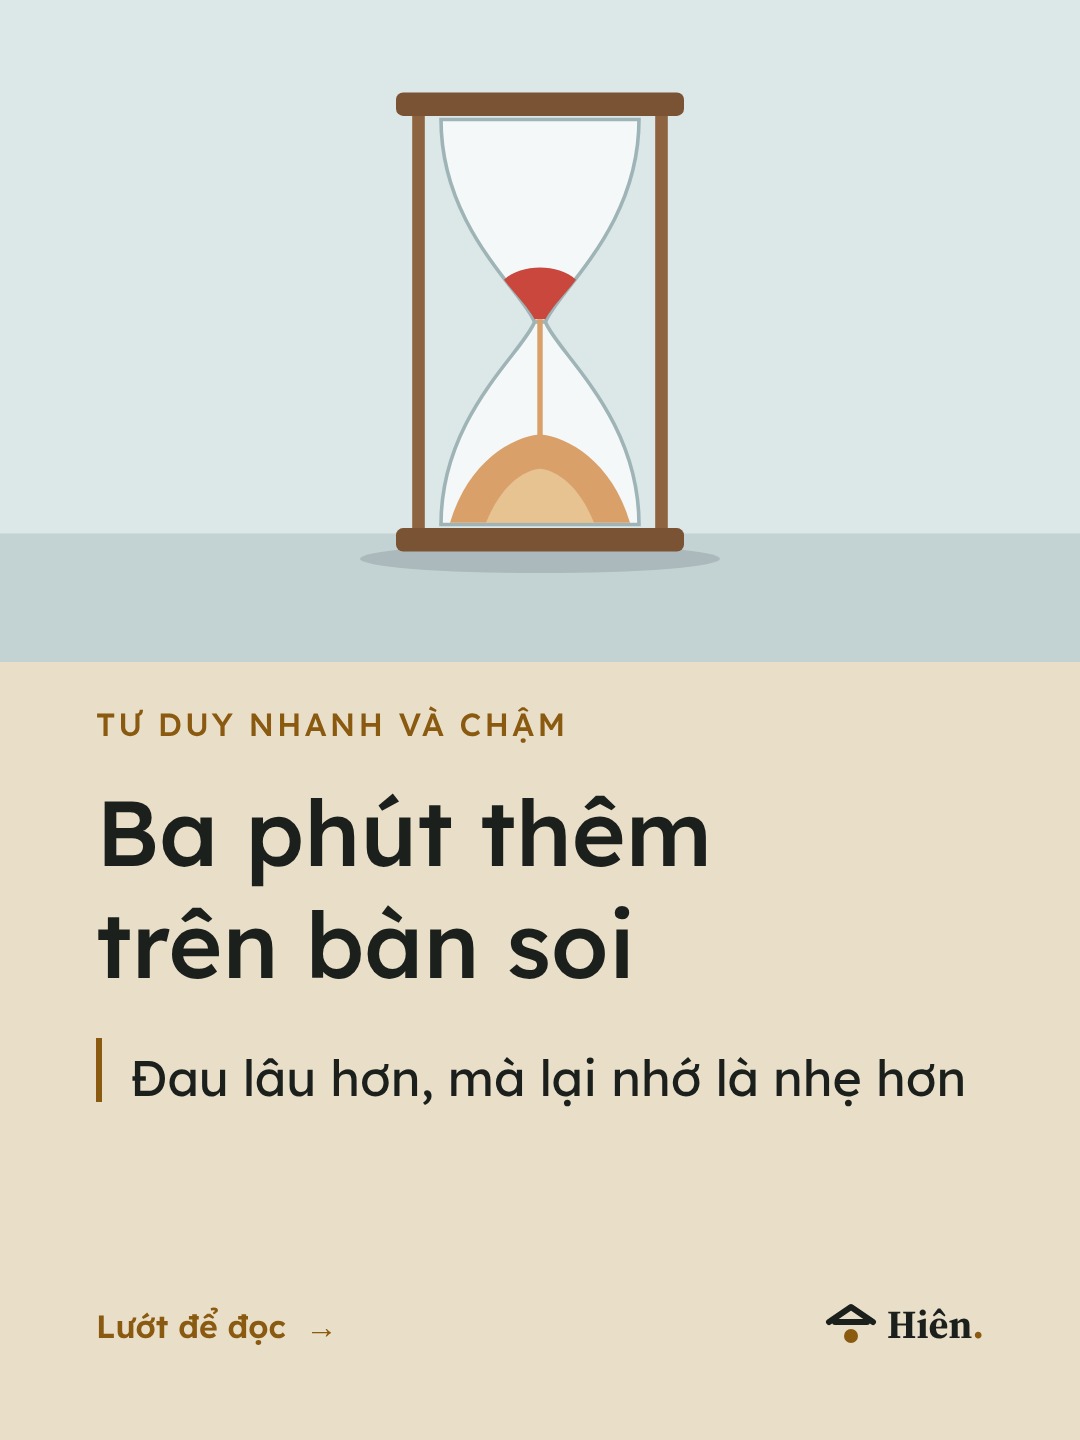 TƯ DUY NHANH VÀ CHẬM
Ba phút thêm
trên bàn soi
Đau lâu hơn, mà lại nhớ là nhẹ hơn
Lướt để đọc →
Hiên.